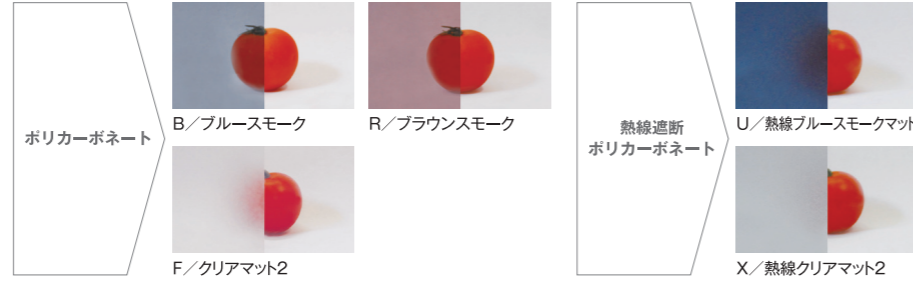 ポリカーボネート
B／ブルースモーク
R／ブラウンスモーク
F／クリアマット2
熱線遮断
ポリカーボネート
U／熱線ブルースモークマット
X／熱線クリアマット2